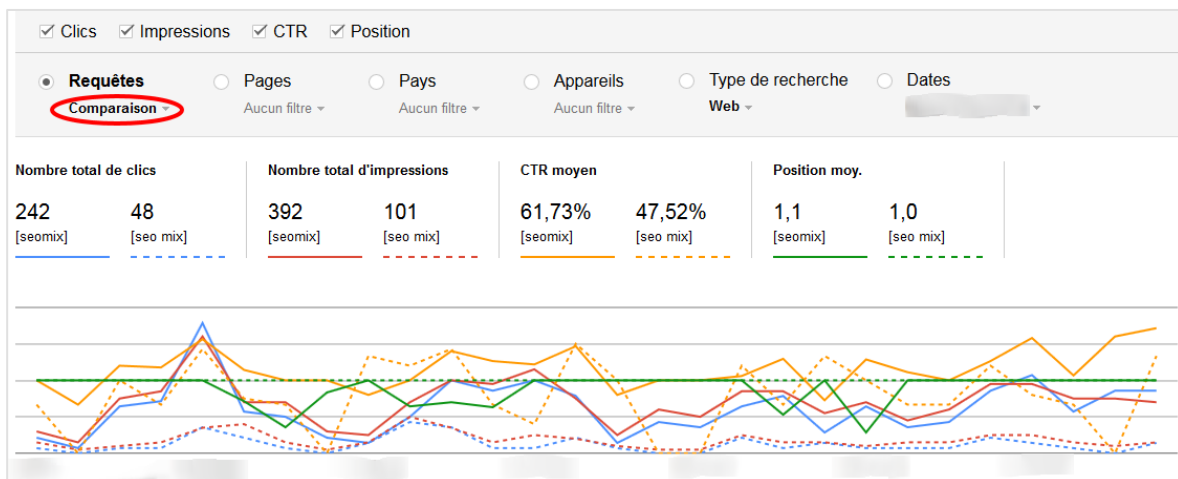 Clics Impressions CTR Position
Requêtes Pages Pays Appareils Type de recherche Dates
Comparaison Aucun filtre Aucun filtre Aucun filtre Web
Nombre total de clics Nombre total d'impressions CTR moyen Position moy.
242 48 392 101 61,73% 47,52% 1,1 1,0
[seomix] [seo mix] [seomix] [seo mix] [seomix] [seo mix] [seomix] [seo mix]